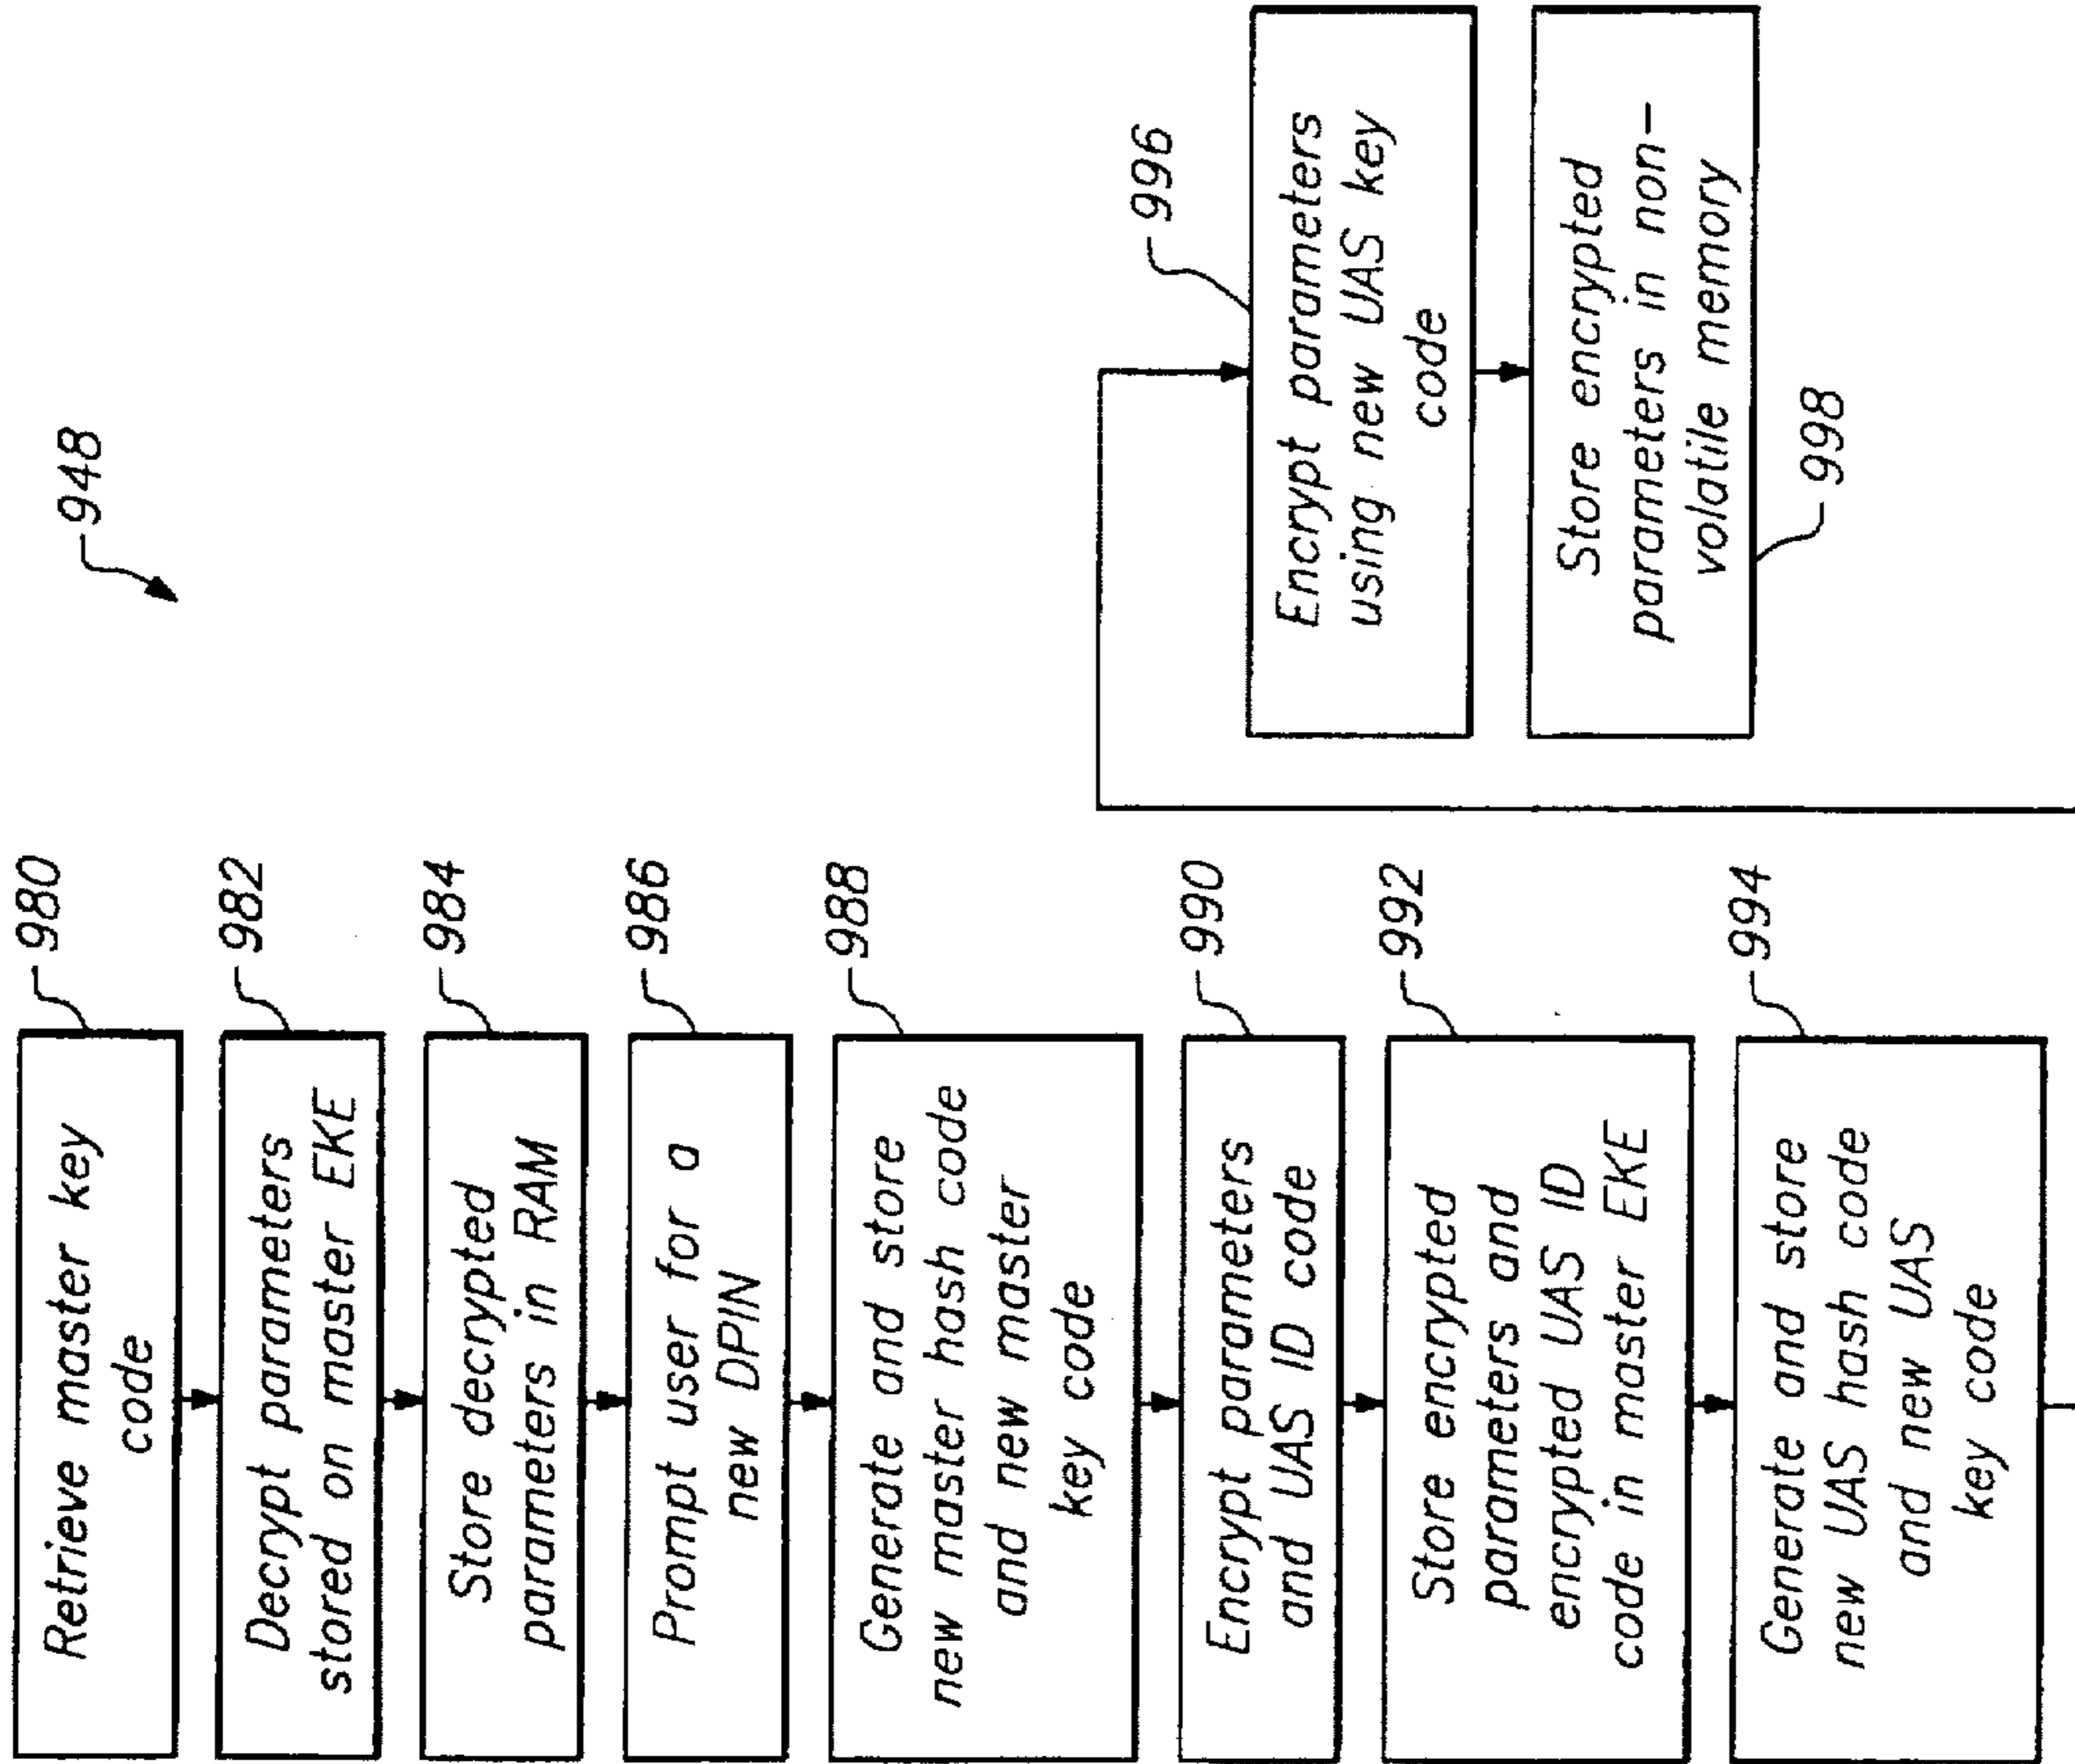 948
980
Retrieve master key
code
982
Decrypt parameters
stored on master EKE
984
Store decrypted
parameters in RAM
986
Prompt user for a
new DPIN
988
Generate and store
new master hash code
and new master
key code
990
Encrypt parameters
and UAS ID code
992
Store encrypted
parameters and
encrypted UAS ID
code in master EKE
994
Generate and store
new UAS hash code
and new UAS
key code
996
Encrypt parameters
using new UAS key
code
Store encrypted
parameters in non-
volatile memory
998